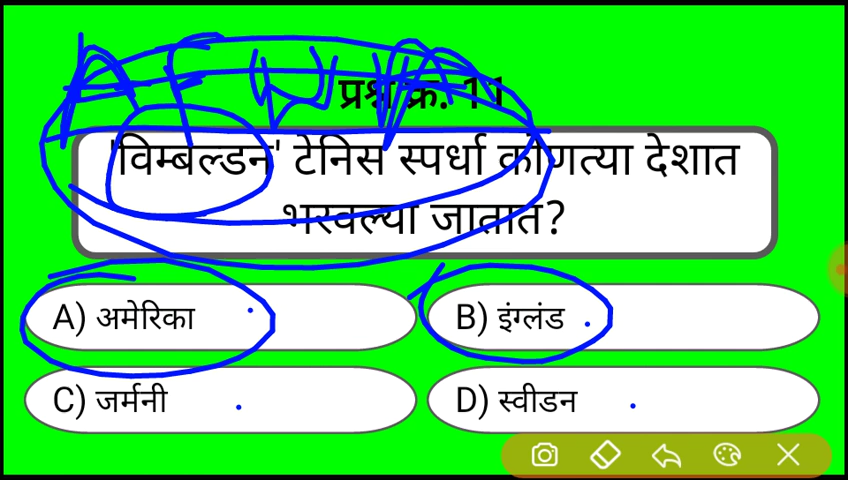 A F U W
प्रश्न क्र. 11
'विम्बल्डन' टेनिस स्पर्धा कोणत्या देशात
भरवल्या जातात?
A) अमेरिका
B) इंग्लंड
C) जर्मनी
D) स्वीडन